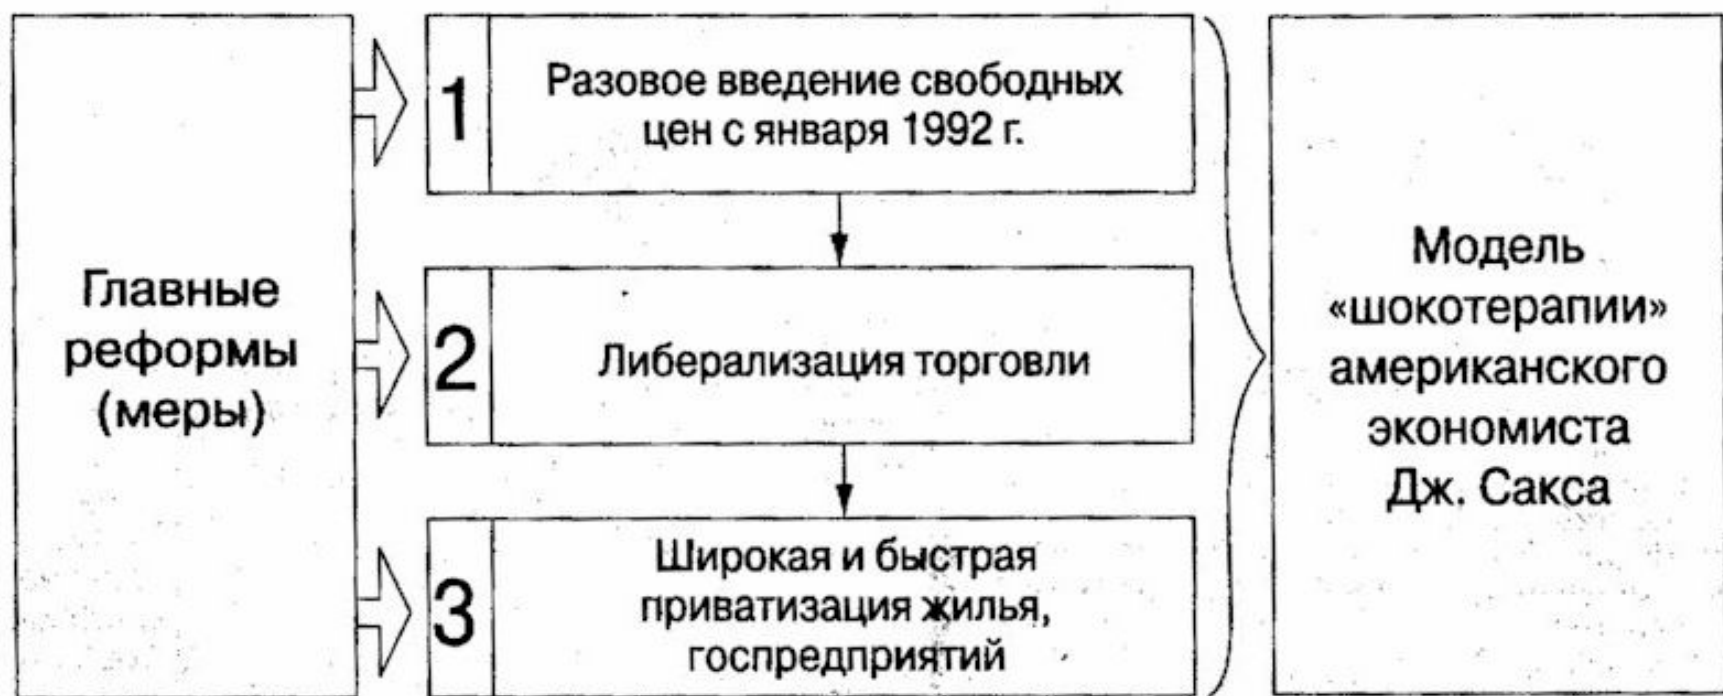 Главные
реформы
(меры)
1
Разовое введение свободных
цен с января 1992 г.
2
Либерализация торговли
3
Широкая и быстрая
приватизация жилья,
госпредприятий
Модель
«шокотерапии»
американского
экономиста
Дж. Сакса